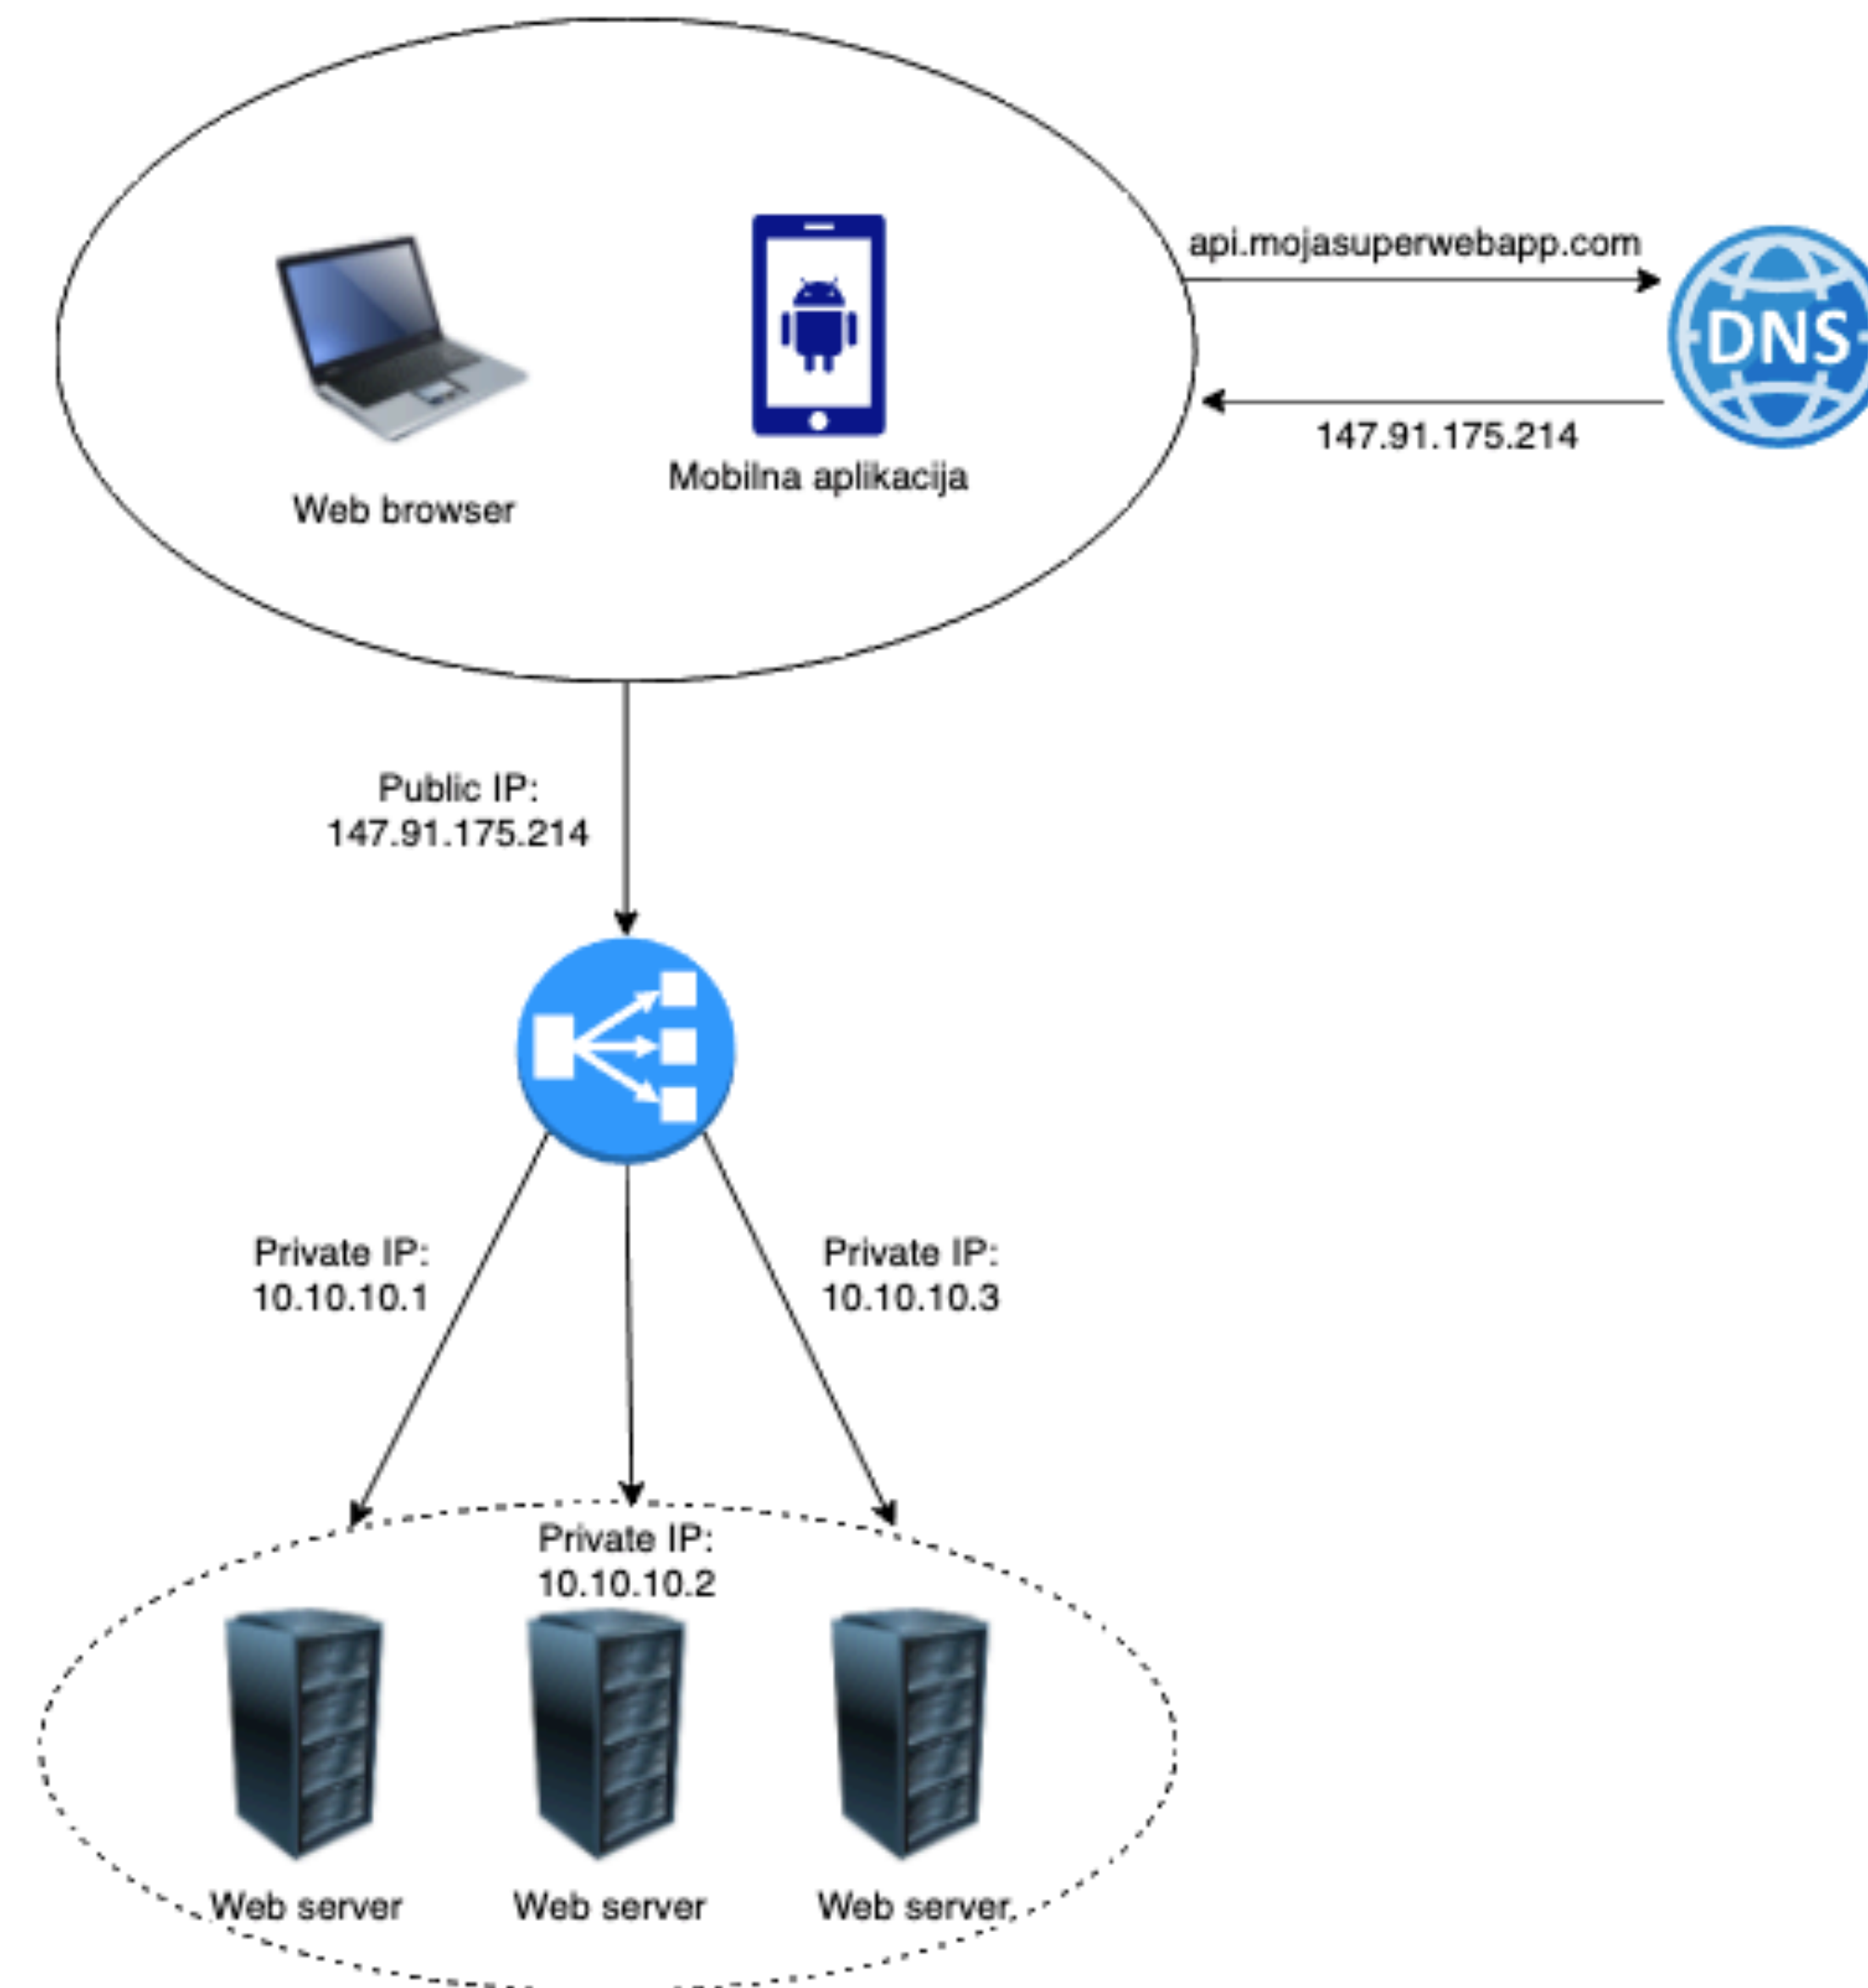 api.mojasuperwebapp.com
DNS
147.91.175.214
Mobilna aplikacija
Web browser
Public IP:
147.91.175.214
Private IP:
10.10.10.1
Private IP:
10.10.10.3
Private IP:
10.10.10.2
Web server
Web server
Web server